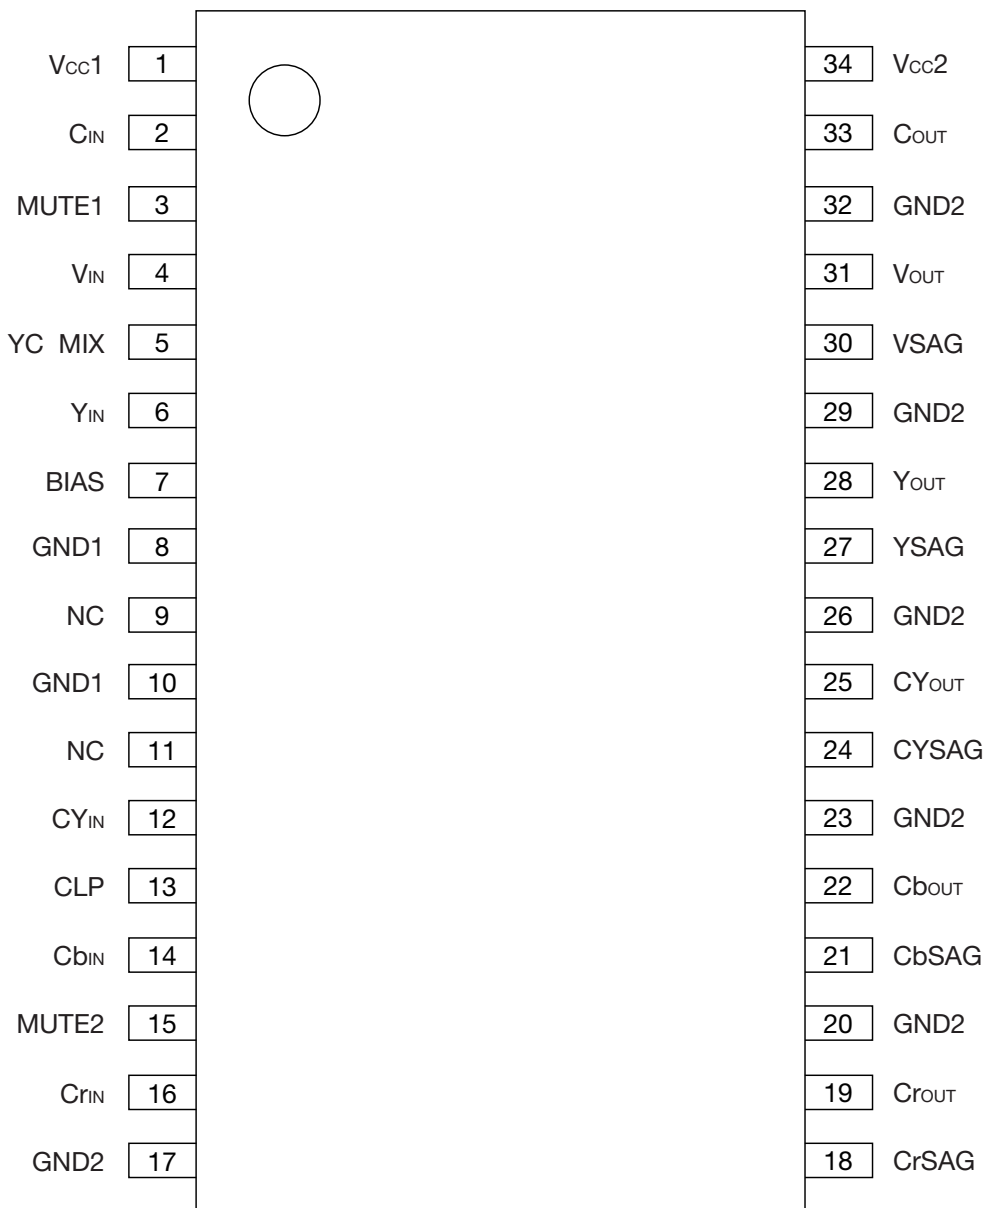 Vcc1 1 34 Vcc2
CIN 2 33 COUT
MUTE1 3 32 GND2
VIN 4 31 VOUT
YC MIX 5 30 VSAG
YIN 6 29 GND2
BIAS 7 28 YOUT
GND1 8 27 YSAG
NC 9 26 GND2
GND1 10 25 CYOUT
NC 11 24 CYSAG
CYIN 12 23 GND2
CLP 13 22 CbOUT
CbIN 14 21 CbSAG
MUTE2 15 20 GND2
CrIN 16 19 CrOUT
GND2 17 18 CrSAG